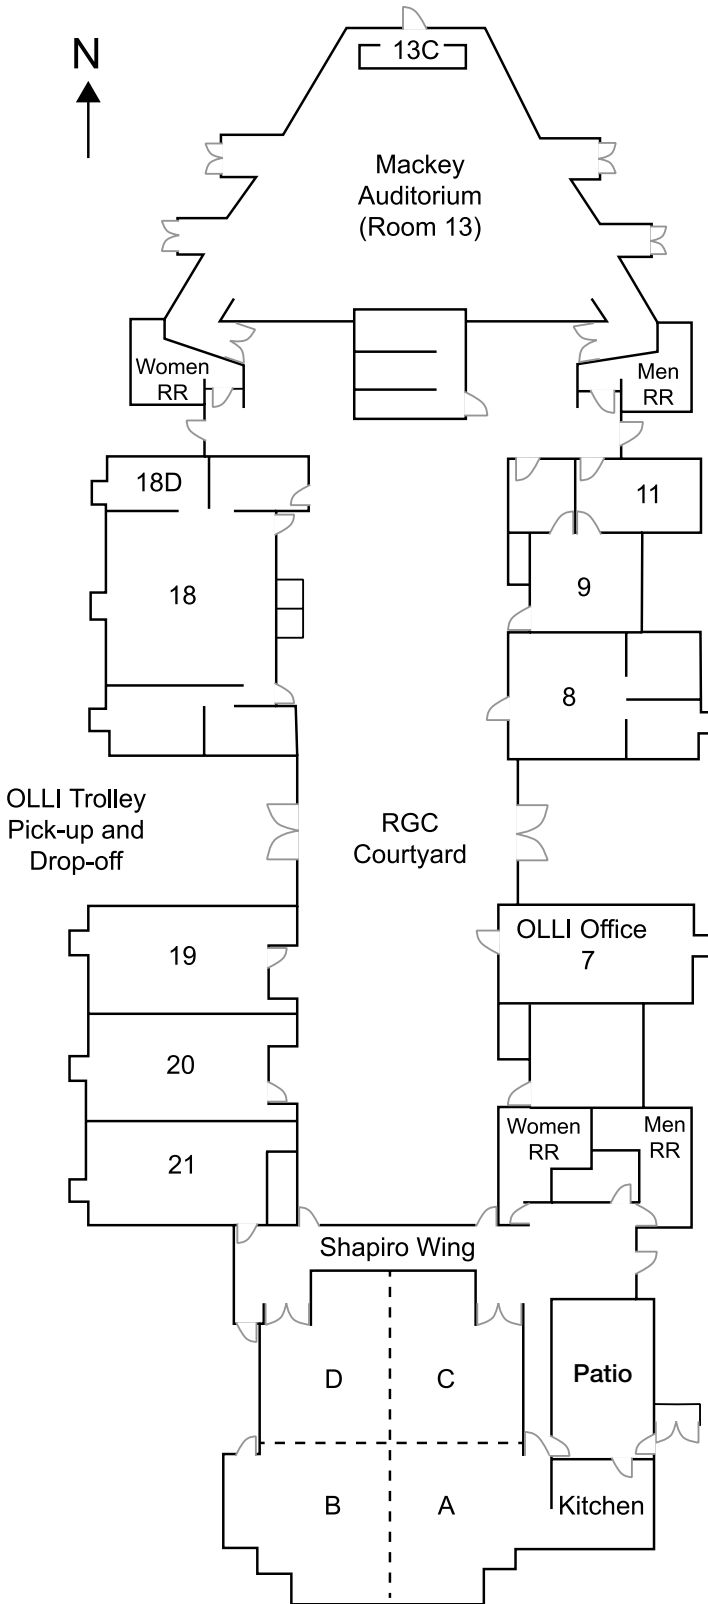 N
13C
Mackey
Auditorium
(Room 13)
Women
RR
Men
RR
18D
11
18
9
8
OLLI Trolley
Pick-up and
Drop-off
RGC
Courtyard
19
OLLI Office
7
20
Women
RR
Men
RR
21
Shapiro Wing
D
C
Patio
B
A
Kitchen